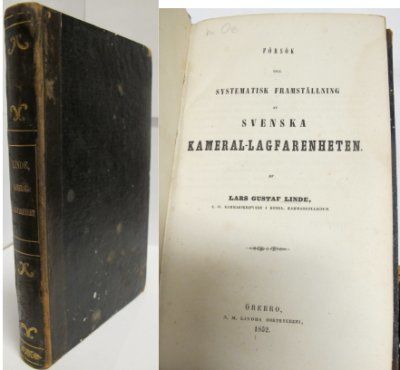 LINDE,
KAMERAL-
LAGFARENHET
FÖRSÖK
TILL
SYSTEMATISK FRAMSTÄLLNING
AF
SVENSKA
KAMERAL-LAGFARENHETEN.
AF
LARS GUSTAF LINDE,
ÖREBRO,
N. M. LINDHS BOKTRYCKERI,
1852.